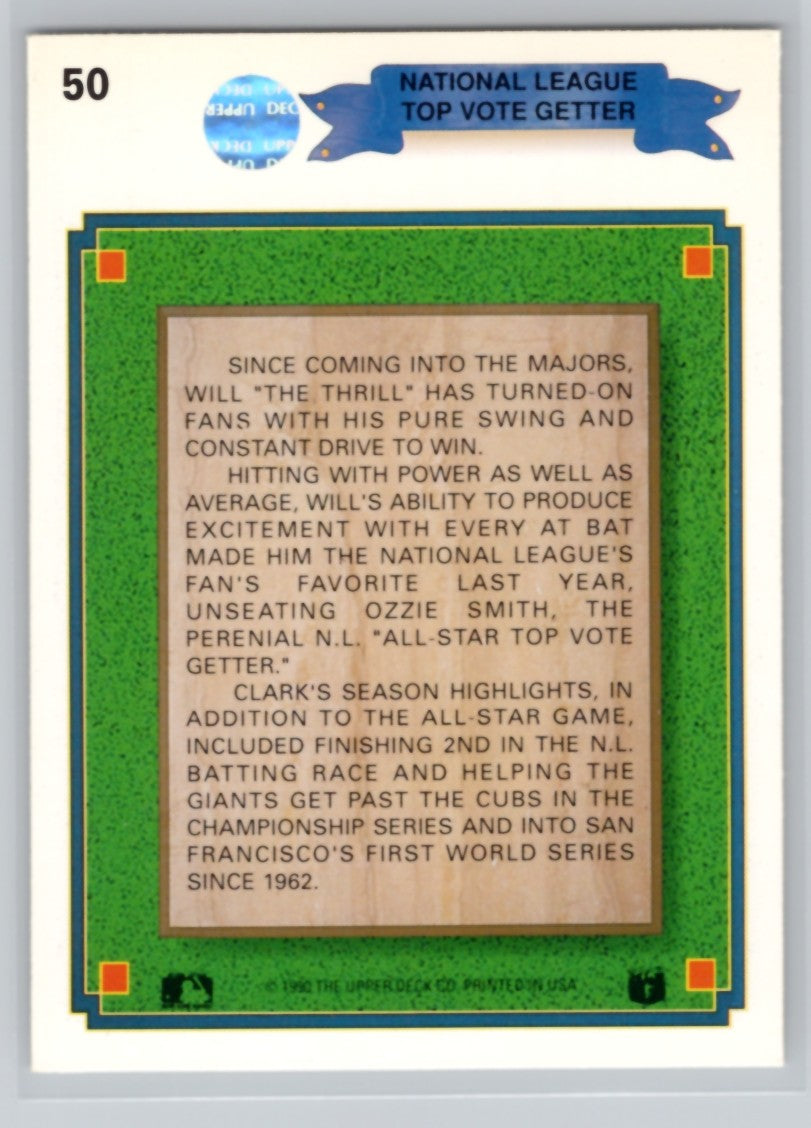 50
NATIONAL LEAGUE
TOP VOTE GETTER
UPPER DEC
SINCE COMING INTO THE MAJORS,
WILL "THE THRILL" HAS TURNED-ON
FANS WITH HIS PURE SWING AND
CONSTANT DRIVE TO WIN.
HITTING WITH POWER AS WELL AS
AVERAGE, WILL'S ABILITY TO PRODUCE
EXCITEMENT WITH EVERY AT BAT
MADE HIM THE NATIONAL LEAGUE'S
FAN'S FAVORITE LAST YEAR,
UNSEATING OZZIE SMITH, THE
PERENIAL N.L. "ALL-STAR TOP VOTE
GETTER."
CLARK'S SEASON HIGHLIGHTS, IN
ADDITION TO THE ALL-STAR GAME,
INCLUDED FINISHING 2ND IN THE N.L.
BATTING RACE AND HELPING THE
GIANTS GET PAST THE CUBS IN THE
CHAMPIONSHIP SERIES AND INTO SAN
FRANCISCO'S FIRST WORLD SERIES
SINCE 1962.
© 1990 THE UPPER DECK CO. PRINTED IN USA